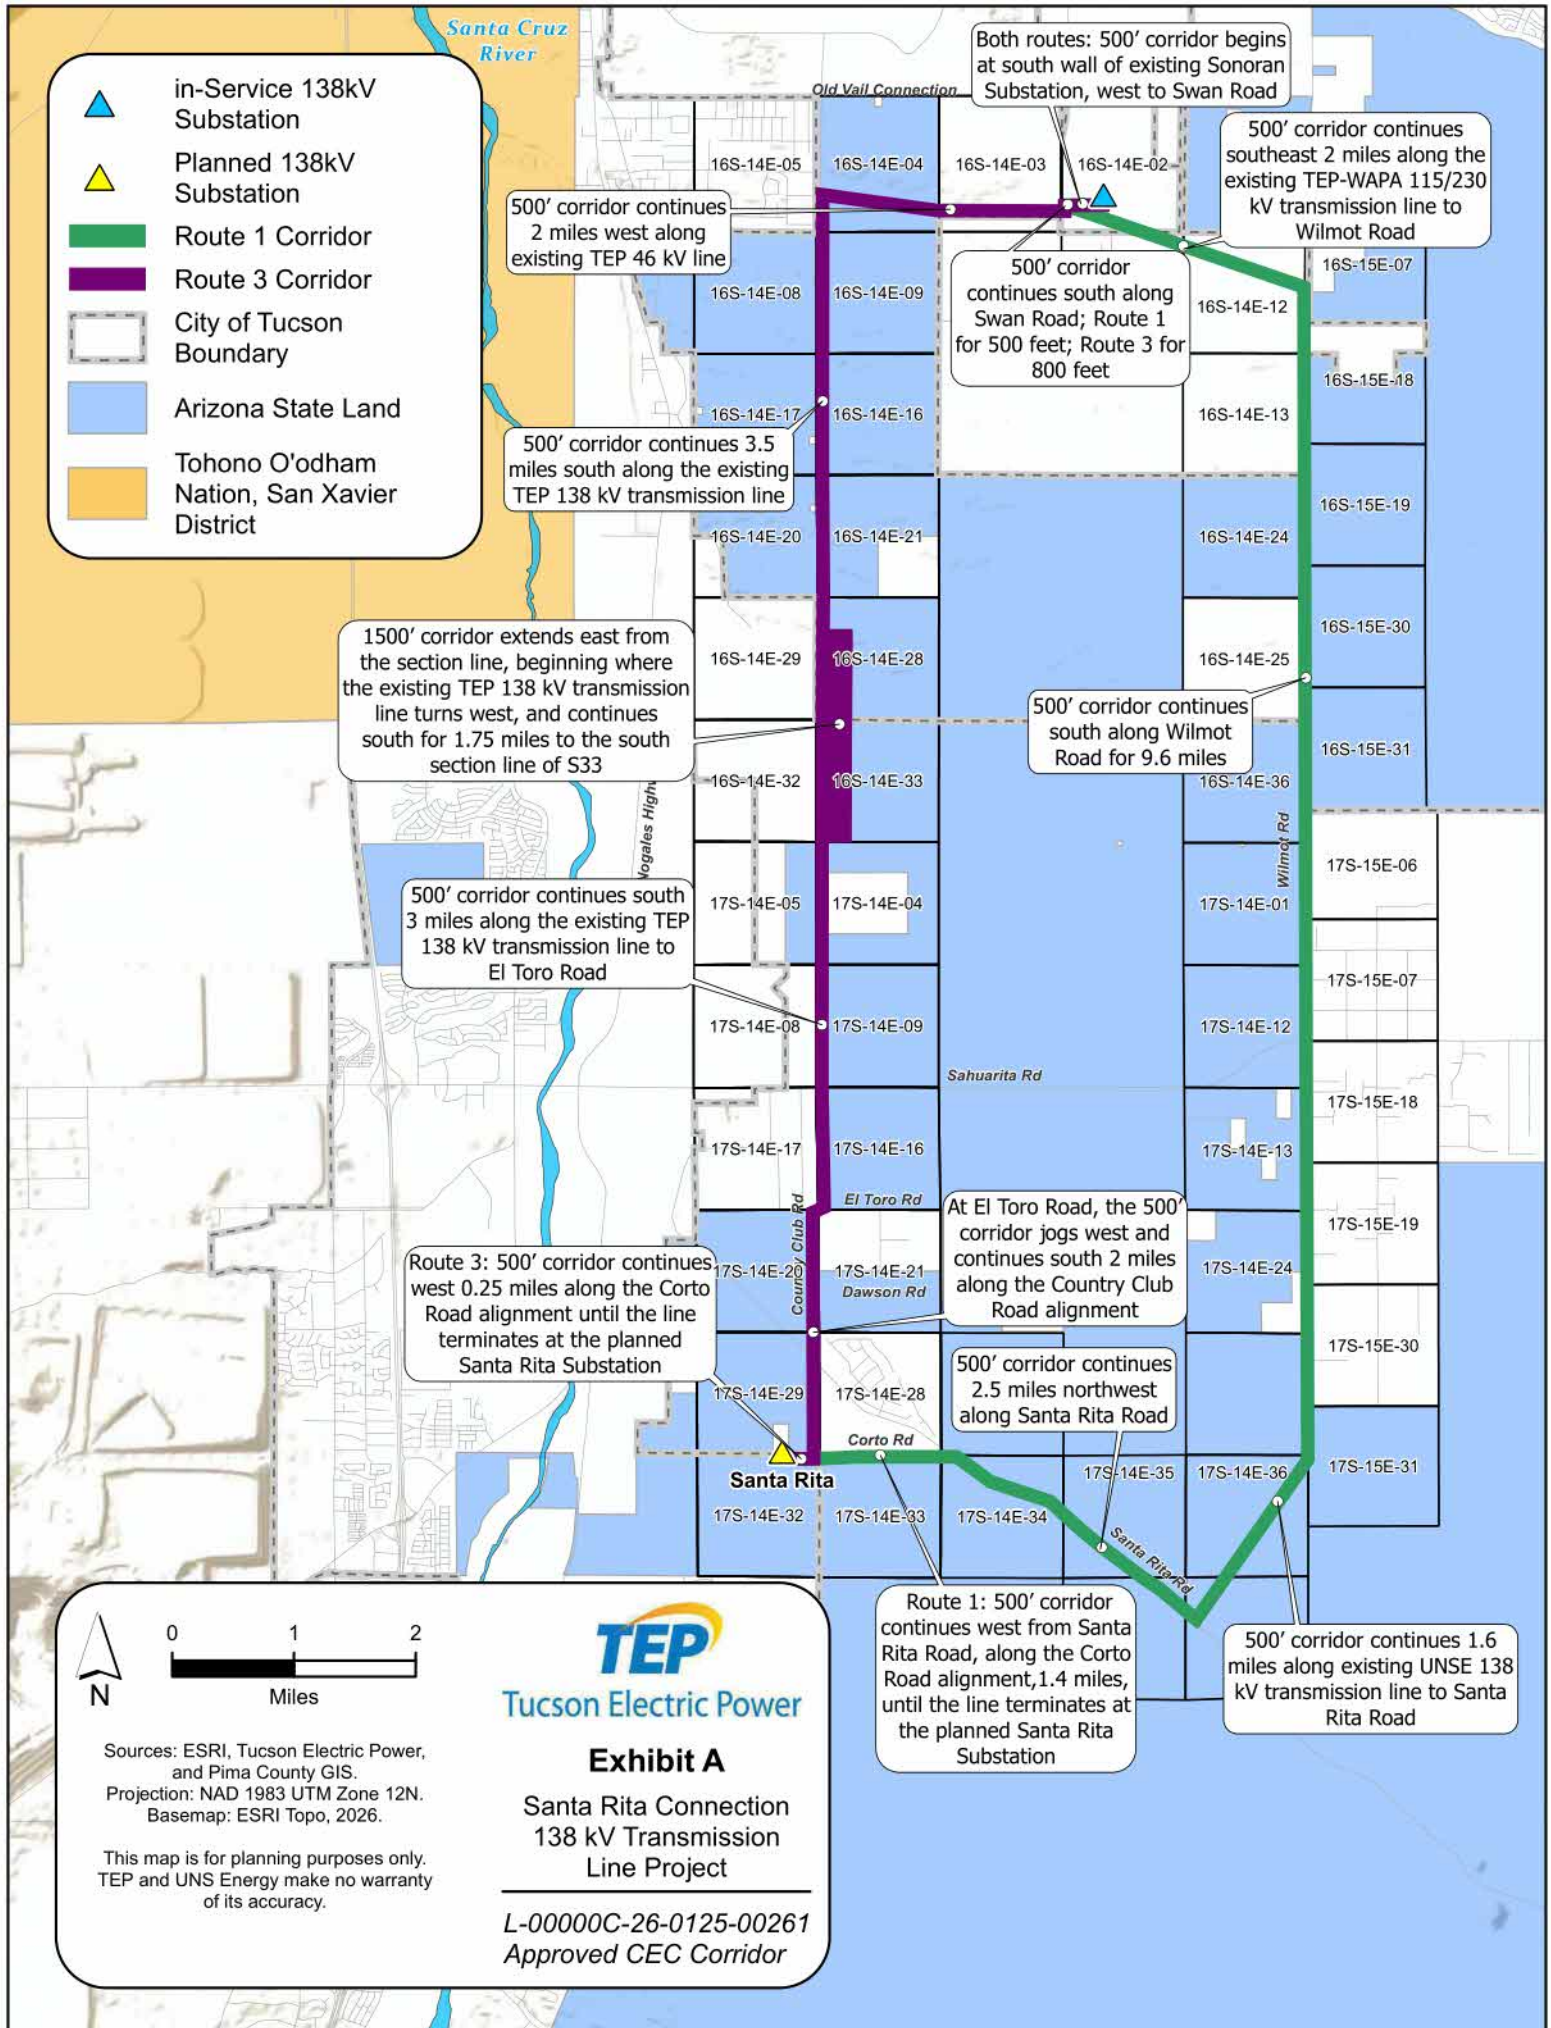 Santa Cruz
River
in-Service 138kV
Substation
Planned 138kV
Substation
Route 1 Corridor
Route 3 Corridor
City of Tucson
Boundary
Arizona State Land
Tohono O'odham
Nation, San Xavier
District
Both routes: 500′ corridor begins
at south wall of existing Sonoran
Substation, west to Swan Road
Old Vail Connection
500′ corridor continues
southeast 2 miles along the
existing TEP-WAPA 115/230
kV transmission line to
Wilmot Road
16S-14E-05
16S-14E-04
16S-14E-03
16S-14E-02
500′ corridor continues
2 miles west along
existing TEP 46 kV line
500′ corridor
continues south along
Swan Road; Route 1
for 500 feet; Route 3 for
800 feet
16S-15E-07
16S-14E-08
16S-14E-09
16S-14E-12
16S-15E-18
16S-14E-17
16S-14E-16
16S-14E-13
500′ corridor continues 3.5
miles south along the existing
TEP 138 kV transmission line
16S-15E-19
16S-14E-20
16S-14E-21
16S-14E-24
1500′ corridor extends east from
the section line, beginning where
the existing TEP 138 kV transmission
line turns west, and continues
south for 1.75 miles to the south
section line of S33
16S-15E-30
16S-14E-29
16S-14E-28
16S-14E-25
500′ corridor continues
south along Wilmot
Road for 9.6 miles
16S-15E-31
16S-14E-32
16S-14E-33
16S-14E-36
Wilmot Rd
17S-15E-06
500′ corridor continues south
3 miles along the existing TEP
138 kV transmission line to
El Toro Road
17S-14E-05
17S-14E-04
17S-14E-01
17S-15E-07
17S-14E-08
17S-14E-09
17S-14E-12
Sahuarita Rd
17S-15E-18
17S-14E-17
17S-14E-16
17S-14E-13
El Toro Rd
At El Toro Road, the 500′
corridor jogs west and
continues south 2 miles
along the Country Club
Road alignment
17S-15E-19
Country Club Rd
Route 3: 500′ corridor continues
west 0.25 miles along the Corto
Road alignment until the line
terminates at the planned
Santa Rita Substation
17S-14E-20
17S-14E-21
Dawson Rd
17S-14E-24
17S-15E-30
500′ corridor continues
2.5 miles northwest
along Santa Rita Road
17S-14E-29
17S-14E-28
Corto Rd
Santa Rita
17S-14E-35
17S-14E-36
17S-15E-31
17S-14E-32
17S-14E-33
17S-14E-34
Santa Rita Rd
Route 1: 500′ corridor
continues west from Santa
Rita Road, along the Corto
Road alignment,1.4 miles,
until the line terminates at
the planned Santa Rita
Substation
500′ corridor continues 1.6
miles along existing UNSE 138
kV transmission line to Santa
Rita Road
N
0 1 2
Miles
Sources: ESRI, Tucson Electric Power,
and Pima County GIS.
Projection: NAD 1983 UTM Zone 12N.
Basemap: ESRI Topo, 2026.
This map is for planning purposes only.
TEP and UNS Energy make no warranty
of its accuracy.
TEP
Tucson Electric Power
Exhibit A
Santa Rita Connection
138 kV Transmission
Line Project
L-00000C-26-0125-00261
Approved CEC Corridor